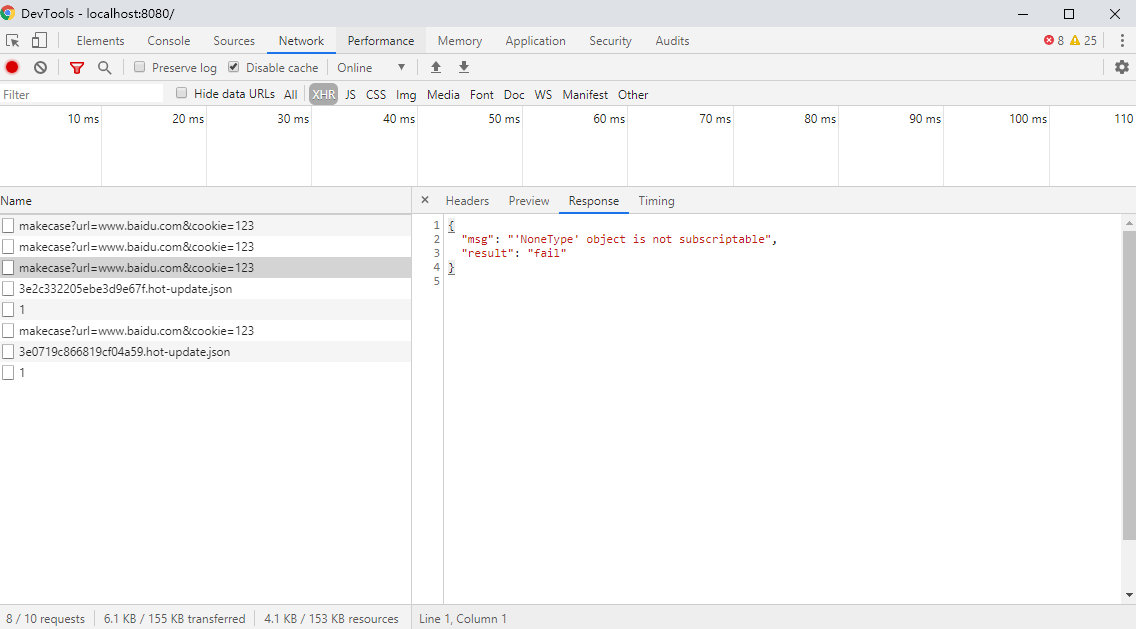 DevTools - localhost:8080/
Elements Console Sources Network Performance Memory Application Security Audits 8 25
Preserve log Disable cache Online
Filter Hide data URLs All XHR JS CSS Img Media Font Doc WS Manifest Other
10 ms 20 ms 30 ms 40 ms 50 ms 60 ms 70 ms 80 ms 90 ms 100 ms 110
Name
makecase?url=www.baidu.com&cookie=123
makecase?url=www.baidu.com&cookie=123
makecase?url=www.baidu.com&cookie=123
3e2c332205ebe3d9e67f.hot-update.json
1
makecase?url=www.baidu.com&cookie=123
3e0719c866819cf04a59.hot-update.json
1
Headers Preview Response Timing
1 {
2 "msg": "'NoneType' object is not subscriptable",
3 "result": "fail"
4 }
5
8 / 10 requests 6.1 KB / 155 KB transferred 4.1 KB / 153 KB resources Line 1, Column 1